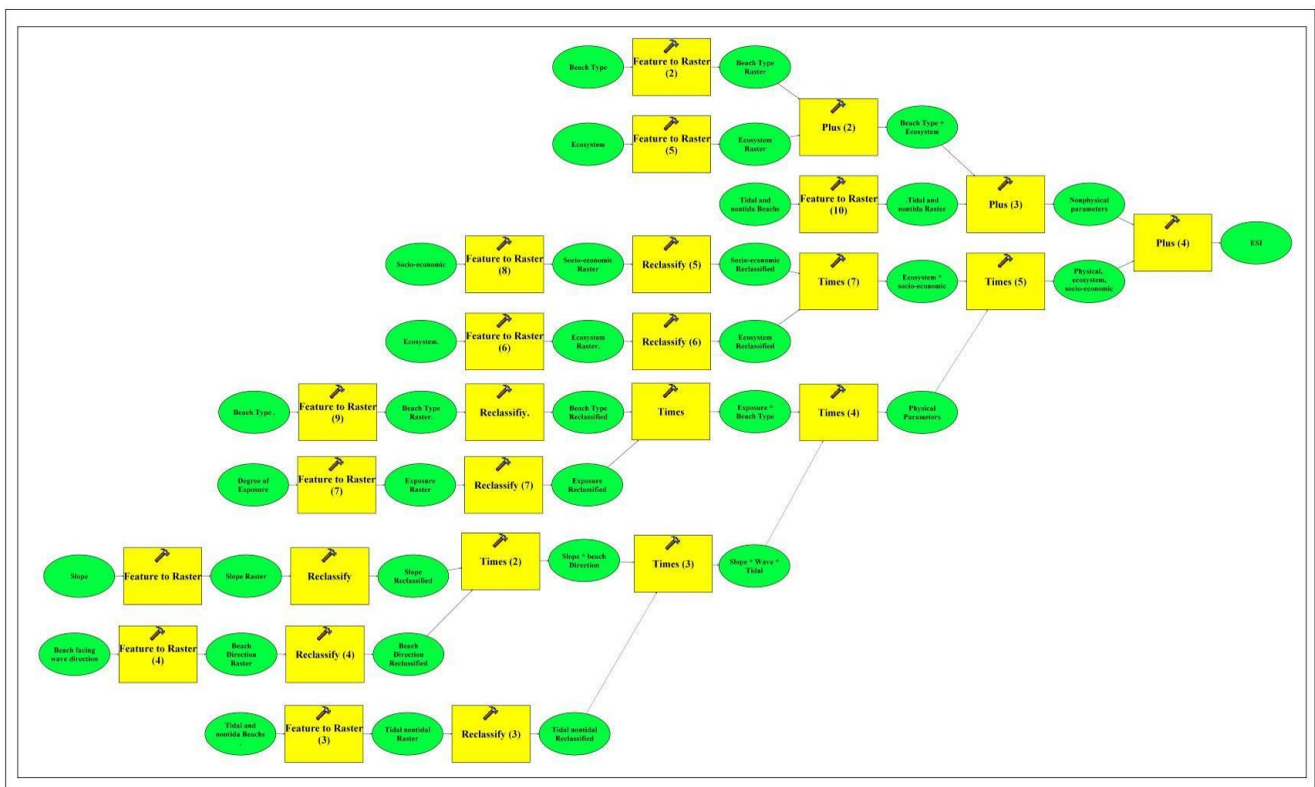 Beach Type
Feature to Raster
(2)
Beach Type
Raster
Ecosystem
Feature to Raster
(5)
Ecosystem
Raster
Plus (2)
Beach Type +
Ecosystem
Tidal and
nontida Beachs
Feature to Raster
(10)
.Tidal and
nontida Raster
Plus (3)
Nonphysical
parameters
Plus (4)
ESI
Socio-economic
Feature to Raster
(8)
Socio-economic
Raster
Reclassify (5)
Socio-economic
Reclassified
Times (7)
Ecosystem *
socio-economic
Times (5)
Physical,
ecosystem,
socio-economic
Ecosystem.
Feature to Raster
(6)
Ecosystem
Raster.
Reclassify (6)
Ecosystem
Reclassified
Beach Type .
Feature to Raster
(9)
Beach Type
Raster.
Reclassifiy.
Beach Type
Reclassified
Times
Exposure *
Beach Type
Times (4)
Physical
Parameters
Degree of
Exposure
Feature to Raster
(7)
Exposure
Raster
Reclassify (7)
Exposure
Reclassified
Slope
Feature to Raster
Slope Raster
Reclassify
Slope
Reclassified
Times (2)
Slope * beach
Direction
Times (3)
Slope * Wave *
Tidal
Beach facing
wave direction
Feature to Raster
(4)
Beach
Direction
Raster
Reclassify (4)
Beach
Direction
Reclassified
Tidal and
nontida Beachs
.
Feature to Raster
(3)
Tidal nontidal
Raster
Reclassify (3)
Tidal nontidal
Reclassified